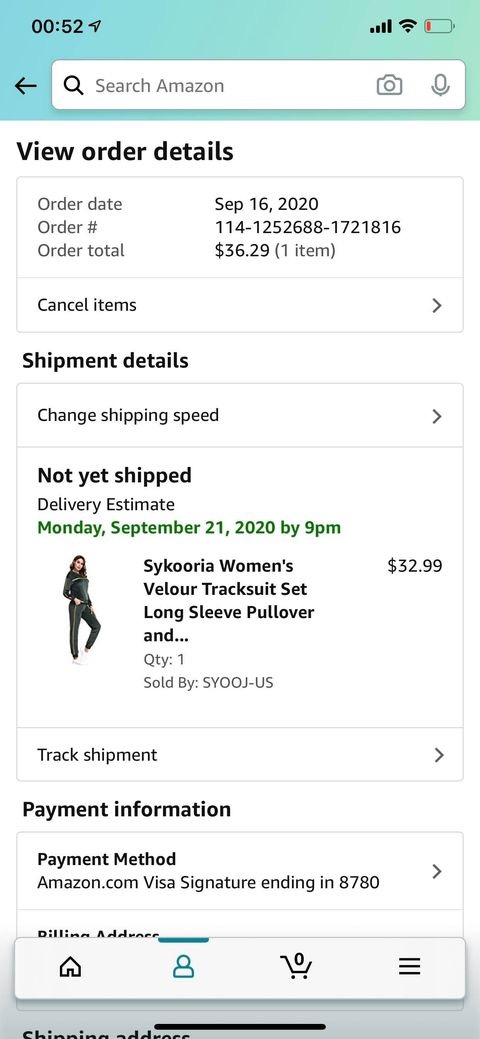 00:52
Search Amazon
View order details
Order date Sep 16, 2020
Order # 114-1252688-1721816
Order total $36.29 (1 item)
Cancel items
Shipment details
Change shipping speed
Not yet shipped
Delivery Estimate
Monday, September 21, 2020 by 9pm
Sykooria Women's $32.99
Velour Tracksuit Set
Long Sleeve Pullover
and...
Qty: 1
Sold By: SYOOJ-US
Track shipment
Payment information
Payment Method
Amazon.com Visa Signature ending in 8780
Billing Address
0
Shipping address